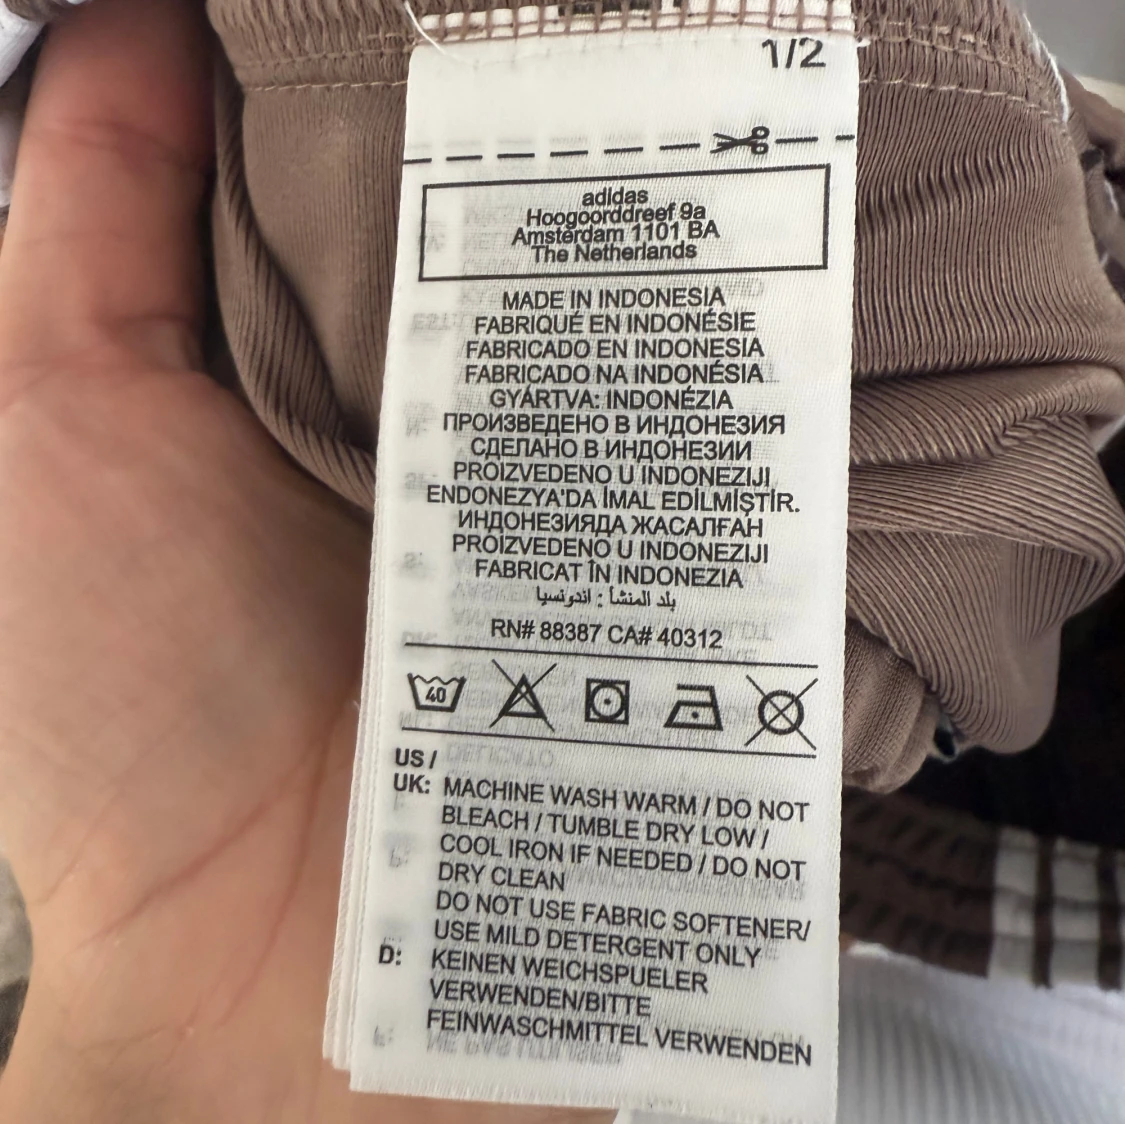 1/2
adidas
Hoogoorddreef 9a
Amsterdam 1101 BA
The Netherlands
MADE IN INDONESIA
FABRIQUÉ EN INDONÉSIE
FABRICADO EN INDONESIA
FABRICADO NA INDONÉSIA
GYÁRTVA: INDONÉZIA
ПРОИЗВЕДЕНО В ИНДОНЕЗИЯ
СДЕЛАНО В ИНДОНЕЗИИ
PROIZVEDENO U INDONEZIJI
ENDONEZYA'DA İMAL EDİLMİŞTİR.
ИНДОНЕЗИЯДА ЖАСАЛҒАН
PROIZVEDENO U INDONEZIJI
FABRICAT ÎN INDONEZIA
بلد المنشأ : اندونسيا
RN# 88387 CA# 40312
40
US /
UK: MACHINE WASH WARM / DO NOT
BLEACH / TUMBLE DRY LOW /
COOL IRON IF NEEDED / DO NOT
DRY CLEAN
DO NOT USE FABRIC SOFTENER/
USE MILD DETERGENT ONLY
D: KEINEN WEICHSPUELER
VERWENDEN/BITTE
FEINWASCHMITTEL VERWENDEN